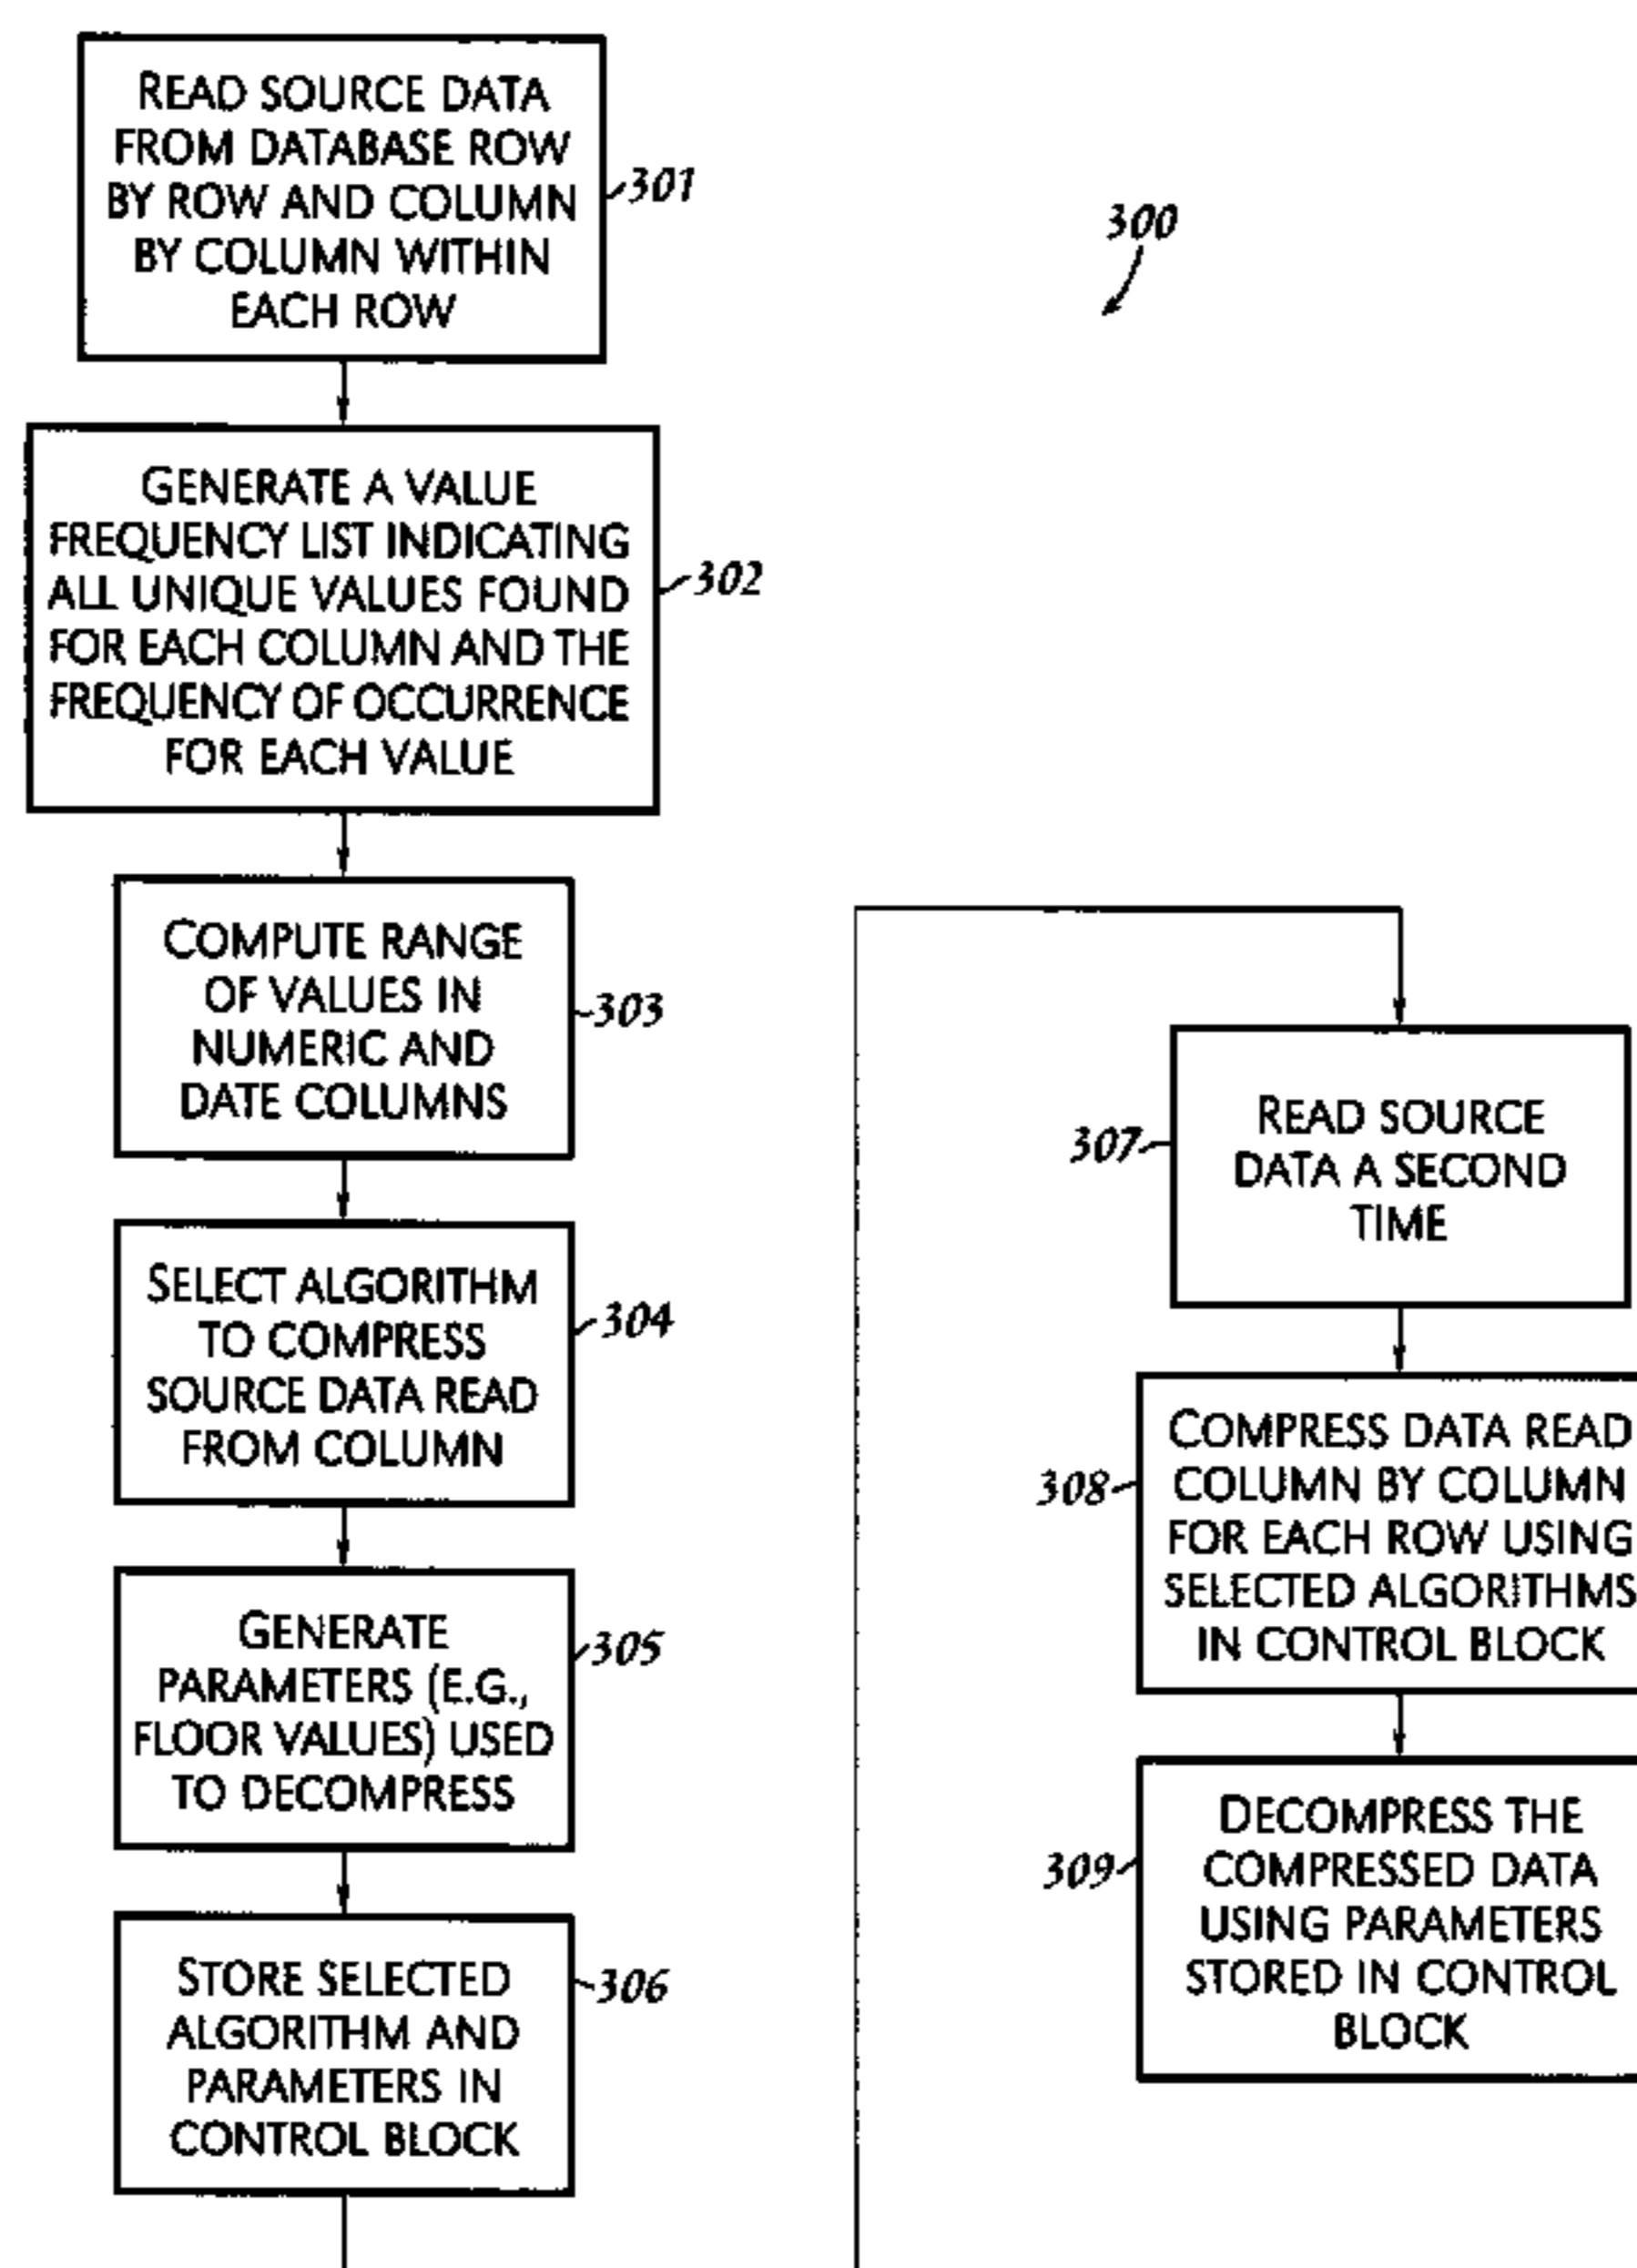 READ SOURCE DATA
FROM DATABASE ROW
BY ROW AND COLUMN
BY COLUMN WITHIN
EACH ROW
301
300
GENERATE A VALUE
FREQUENCY LIST INDICATING
ALL UNIQUE VALUES FOUND
FOR EACH COLUMN AND THE
FREQUENCY OF OCCURRENCE
FOR EACH VALUE
302
COMPUTE RANGE
OF VALUES IN
NUMERIC AND
DATE COLUMNS
303
SELECT ALGORITHM
TO COMPRESS
SOURCE DATA READ
FROM COLUMN
304
GENERATE
PARAMETERS (E.G.,
FLOOR VALUES) USED
TO DECOMPRESS
305
STORE SELECTED
ALGORITHM AND
PARAMETERS IN
CONTROL BLOCK
306
READ SOURCE
DATA A SECOND
TIME
307
COMPRESS DATA READ
COLUMN BY COLUMN
FOR EACH ROW USING
SELECTED ALGORITHMS
IN CONTROL BLOCK
308
DECOMPRESS THE
COMPRESSED DATA
USING PARAMETERS
STORED IN CONTROL
BLOCK
309